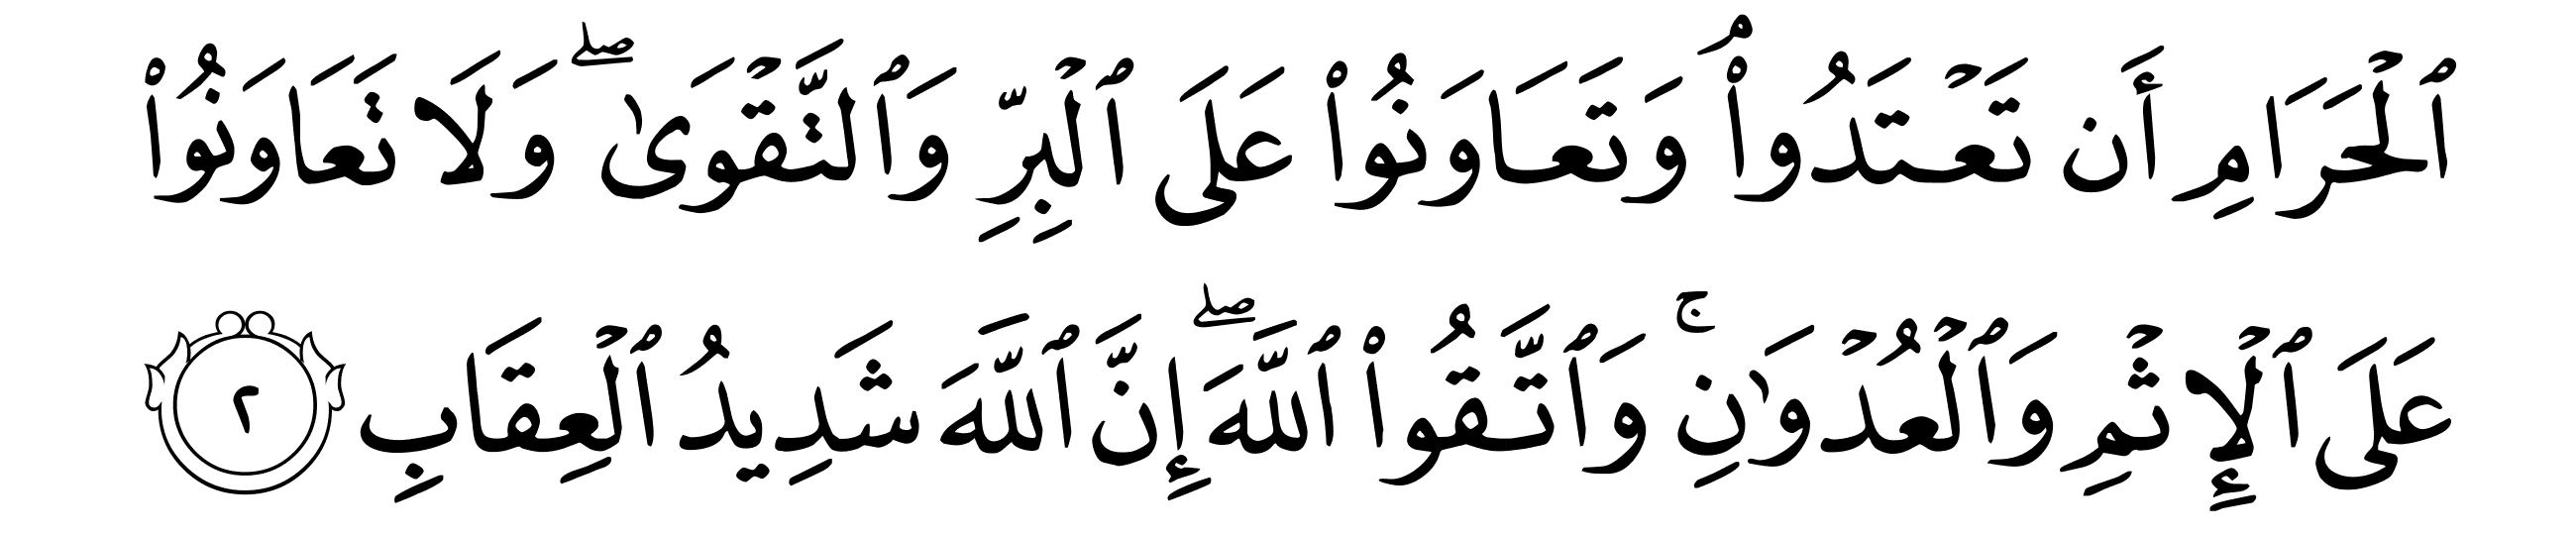 ٱلۡحَرَامِ أَن تَعۡتَدُواْۘ وَتَعَاوَنُواْ عَلَى ٱلۡبِرِّ وَٱلتَّقۡوَىٰۖ وَلَا تَعَاوَنُواْ
عَلَى ٱلۡإِثۡمِ وَٱلۡعُدۡوَٰنِۚ وَٱتَّقُواْ ٱللَّهَۖ إِنَّ ٱللَّهَ شَدِيدُ ٱلۡعِقَابِ ٢